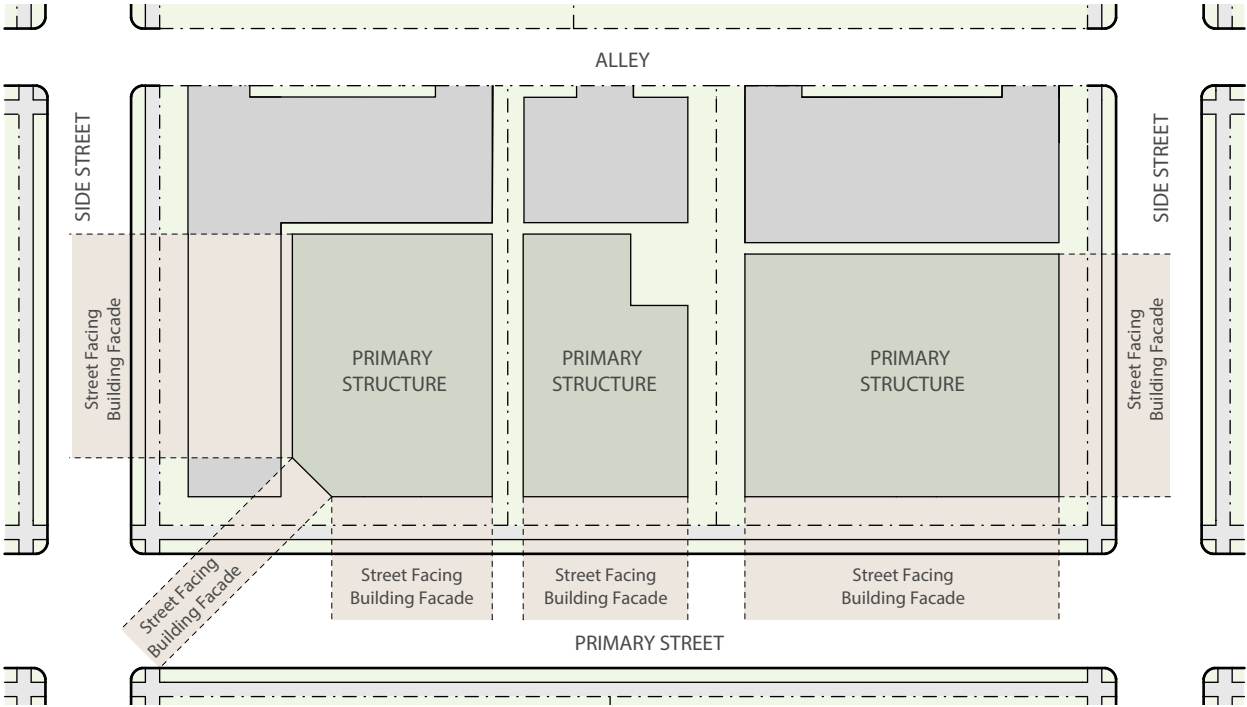 ALLEY
SIDE STREET
SIDE STREET
Street Facing
Building Facade
PRIMARY
STRUCTURE
PRIMARY
STRUCTURE
PRIMARY
STRUCTURE
Street Facing
Building Facade
Street Facing
Building Facade
Street Facing
Building Facade
Street Facing
Building Facade
Street Facing
Building Facade
PRIMARY STREET